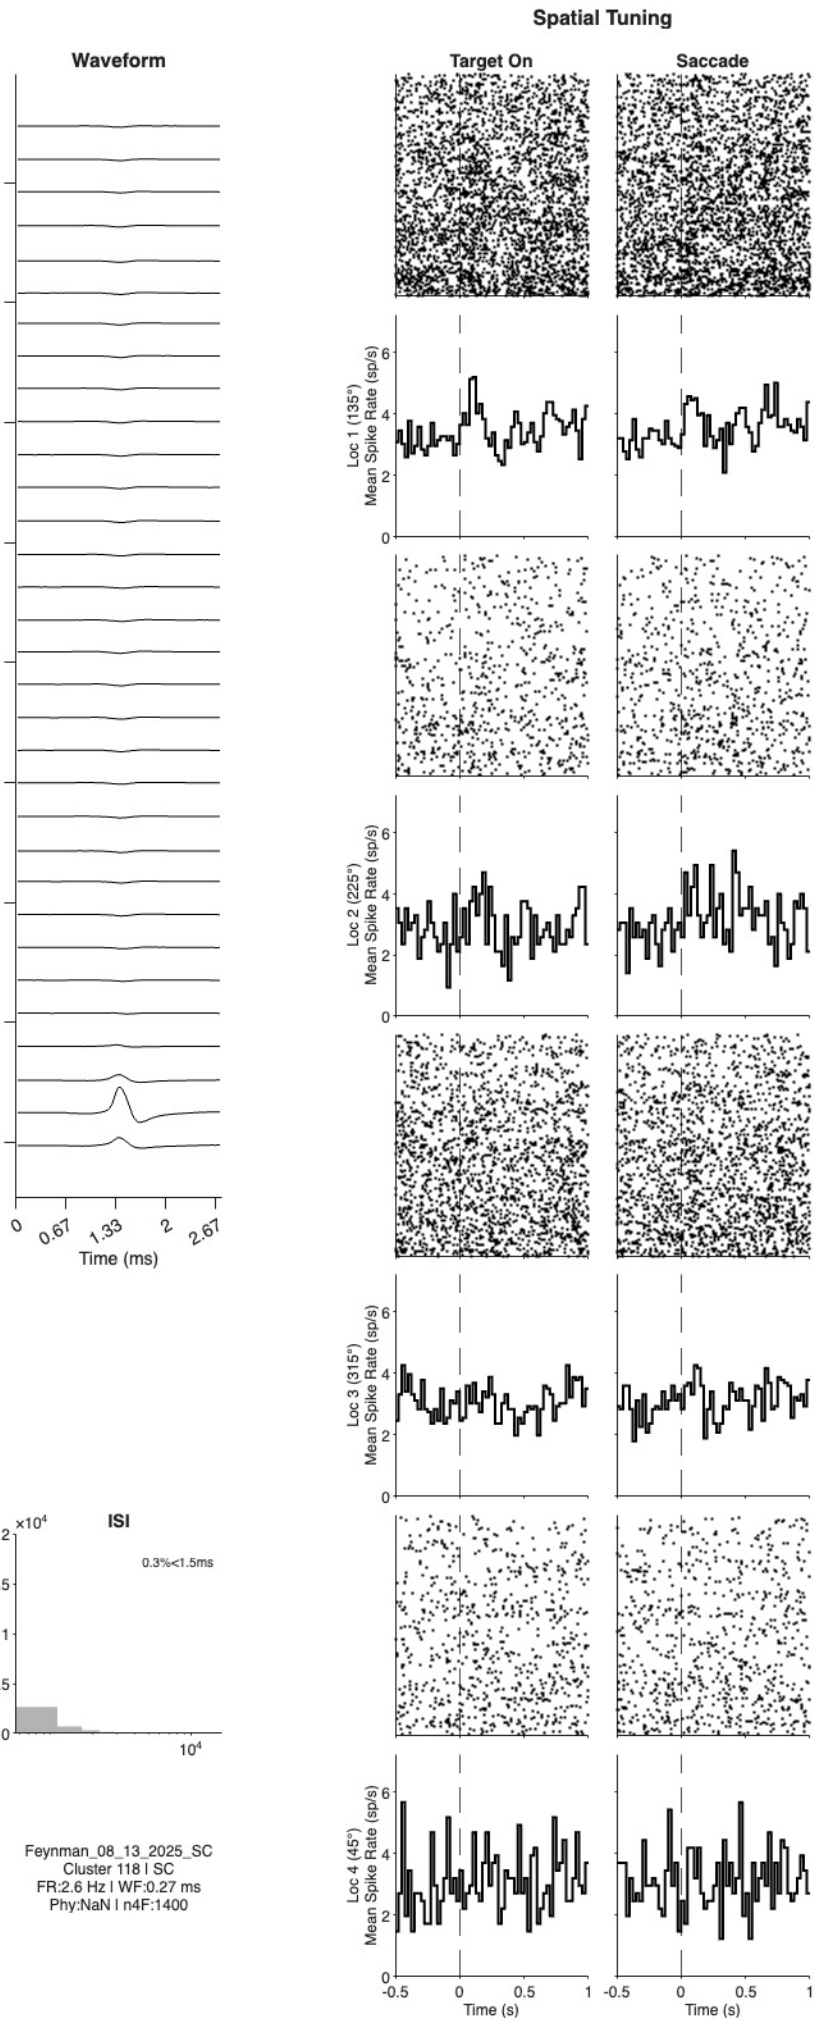 Spatial Tuning
Waveform
Target On
Saccade
Loc 1 (135°)
Mean Spike Rate (sp/s)
6
4
2
0
Loc 2 (225°)
Mean Spike Rate (sp/s)
6
4
2
0
0
0.67
1.33
2
2.67
Time (ms)
Loc 3 (315°)
Mean Spike Rate (sp/s)
6
4
2
0
×10⁴
ISI
0.3%<1.5ms
2
.5
1
.5
0
10⁴
Feynman_08_13_2025_SC
Cluster 118 | SC
FR:2.6 Hz | WF:0.27 ms
Phy:NaN | n4F:1400
Loc 4 (45°)
Mean Spike Rate (sp/s)
6
4
2
0
-0.5 0 0.5 1
Time (s)
-0.5 0 0.5 1
Time (s)